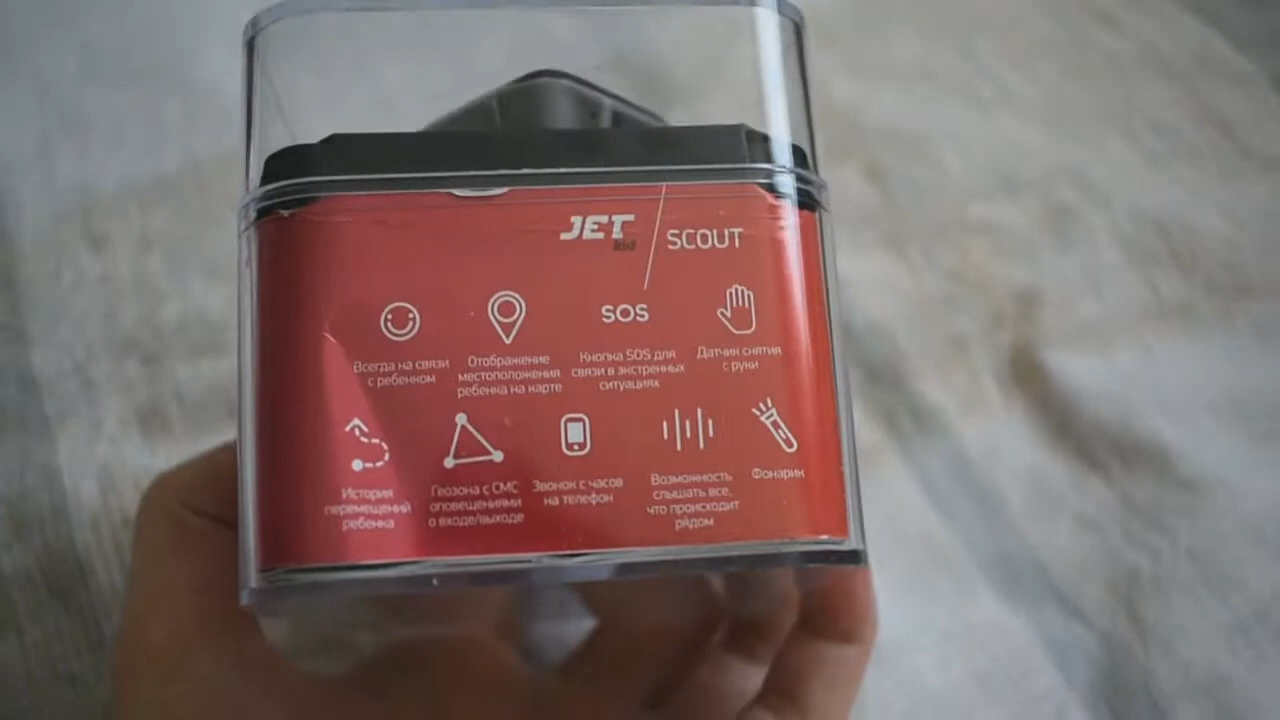 JET
kid
SCOUT
SOS
Всегда на связи
с ребенком
Отображение
местоположения
ребенка на карте
Кнопка SOS для
связи в экстренных
ситуациях
Датчик снятия
с руки
История
перемещений
ребенка
Геозона с СМС
оповещениями
о входе/выходе
Звонок с часов
на телефон
Возможность
слышать все,
что происходит
рядом
Фонарик